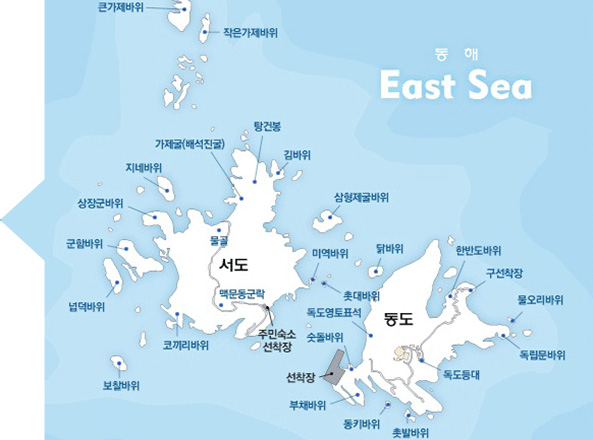 큰가제바위
작은가제바위
동 해
East Sea
탕건봉
가제굴(배석진굴)
김바위
지네바위
상장군바위
삼형제굴바위
물골
군함바위
서도
미역바위
닭바위
한반도바위
구선착장
넙덕바위
맥문동군락
촛대바위
물오리바위
독도영토표석
동도
코끼리바위
주민숙소
선착장
숫돌바위
독립문바위
보찰바위
선착장
독도등대
부채바위
동키바위
촛발바위